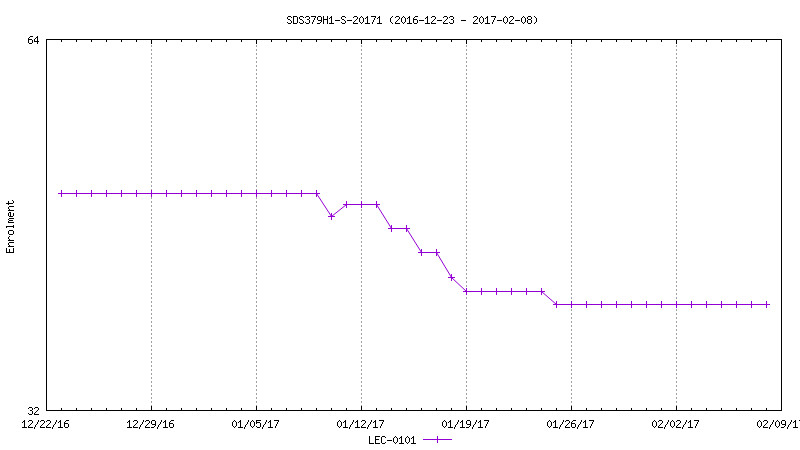 SDS379H1-S-20171 (2016-12-23 - 2017-02-08)
64
Enrolment
32
12/22/16 12/29/16 01/05/17 01/12/17 01/19/17 01/26/17 02/02/17 02/09/1
LEC-0101